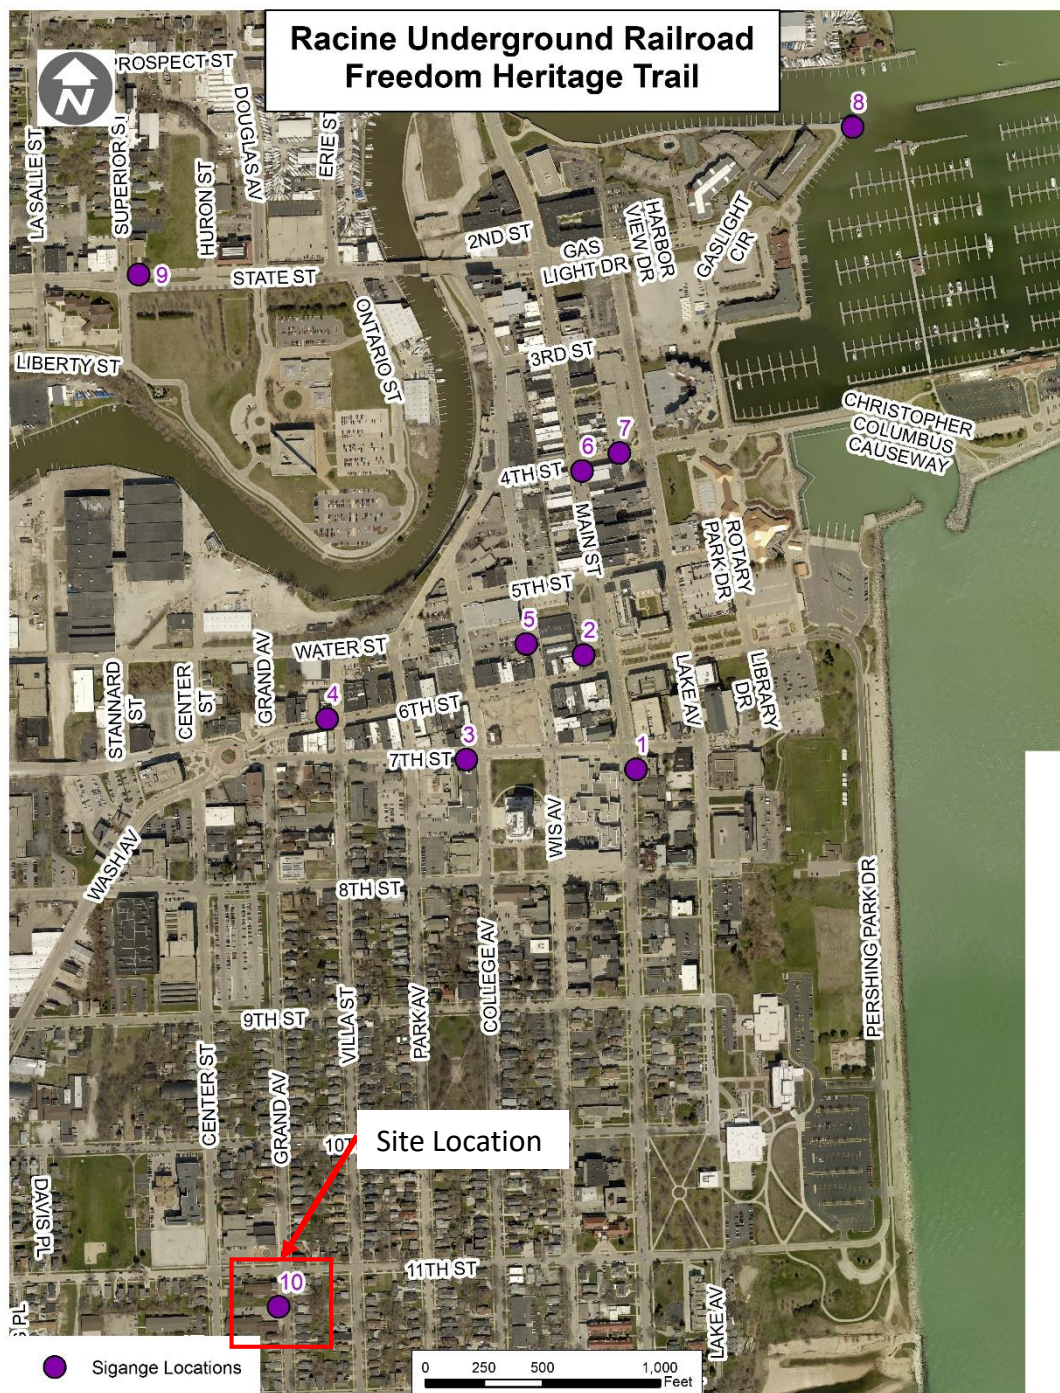 Racine Underground Railroad
Freedom Heritage Trail
N
PROSPECT ST
LASALLE ST
SUPERIOR ST
HURON ST
DOUGLAS AV
ERIE ST
8
2ND ST
GAS
LIGHT DR
HARBOR
VIEW DR
GASLIGHT
CIR
9
STATE ST
ONTARIO ST
LIBERTY ST
3RD ST
CHRISTOPHER
COLUMBUS
CAUSEWAY
7
6
4TH ST
MAIN ST
ROTARY
PARK DR
5TH ST
5
2
WATER ST
STANNARD
ST
CENTER
ST
GRAND AV
4
6TH ST
LAKE AV
LIBRARY
DR
3
7TH ST
1
WASH AV
WIS AV
8TH ST
PERSHING PARK DR
COLLEGE AV
9TH ST
VILLA ST
PARK AV
CENTER ST
GRAND AV
Site Location
DAVIS PL
10
11TH ST
LAKE AV
S PL
Sigange Locations
0 250 500 1,000
Feet